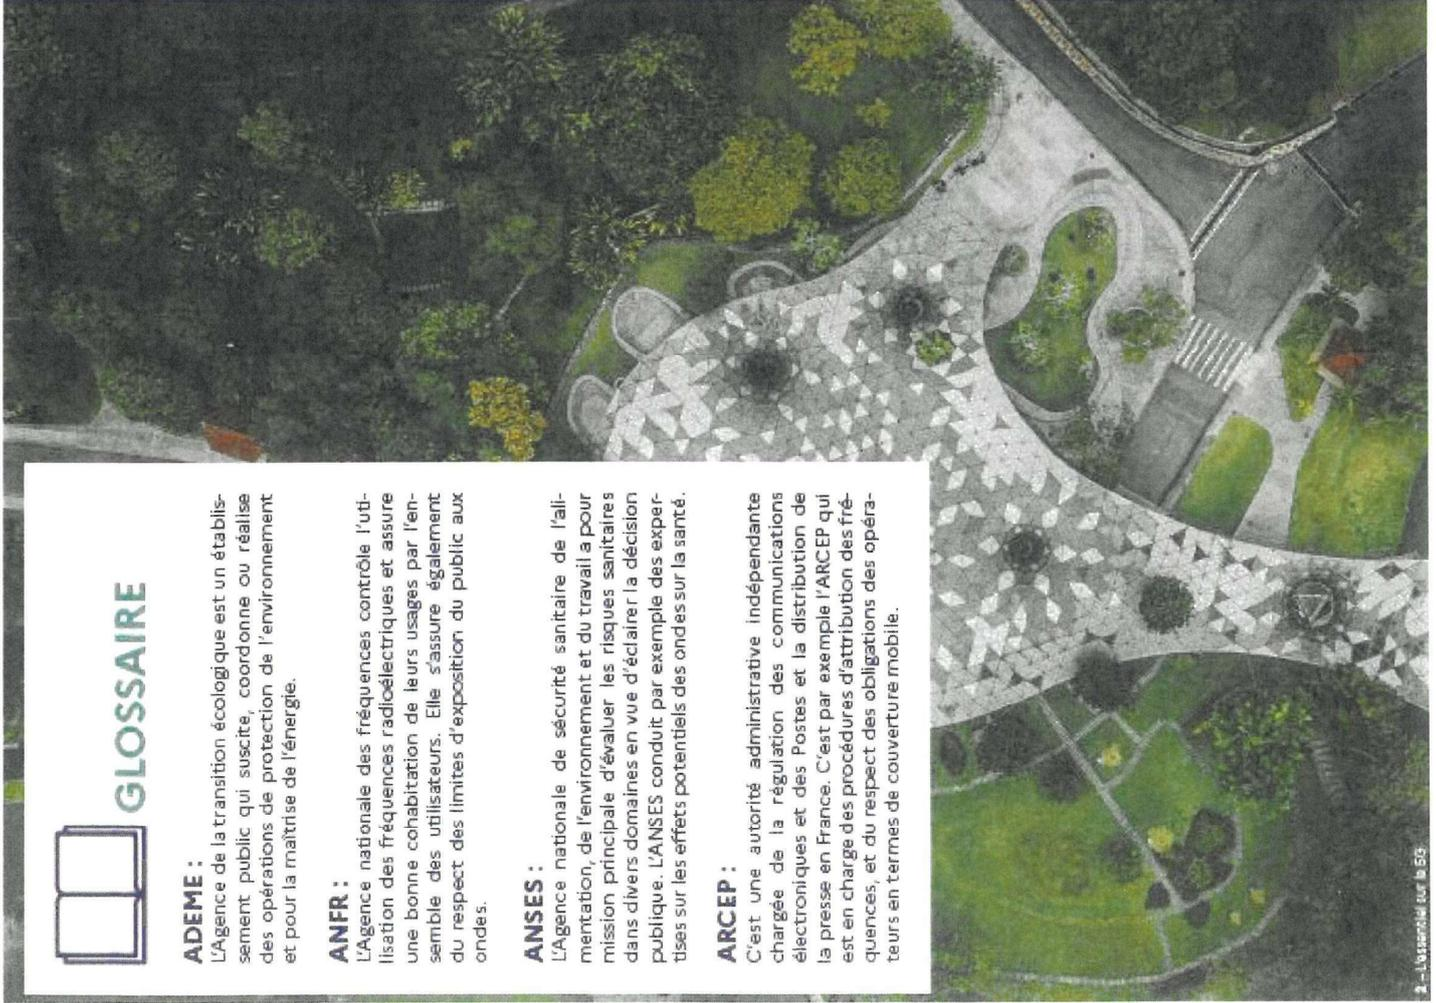 GLOSSAIRE
ADEME :
L'Agence de la transition écologique est un établis-
sement public qui suscite, coordonne ou réalise
des opérations de protection de l'environnement
et pour la maîtrise de l'énergie.
ANFR :
L'Agence nationale des fréquences contrôle l'uti-
lisation des fréquences radioélectriques et assure
une bonne cohabitation de leurs usages par l'en-
semble des utilisateurs. Elle s'assure également
du respect des limites d'exposition du public aux
ondes.
ANSES :
L'Agence nationale de sécurité sanitaire de l'ali-
mentation, de l'environnement et du travail a pour
mission principale d'évaluer les risques sanitaires
dans divers domaines en vue d'éclairer la décision
publique. L'ANSES conduit par exemple des exper-
tises sur les effets potentiels des ondes sur la santé.
ARCEP :
C'est une autorité administrative indépendante
chargée de la régulation des communications
électroniques et des Postes et la distribution de
la presse en France. C'est par exemple l'ARCEP qui
est en charge des procédures d'attribution des fré-
quences, et du respect des obligations des opéra-
teurs en termes de couverture mobile.
2 – L'essentiel sur la 5G